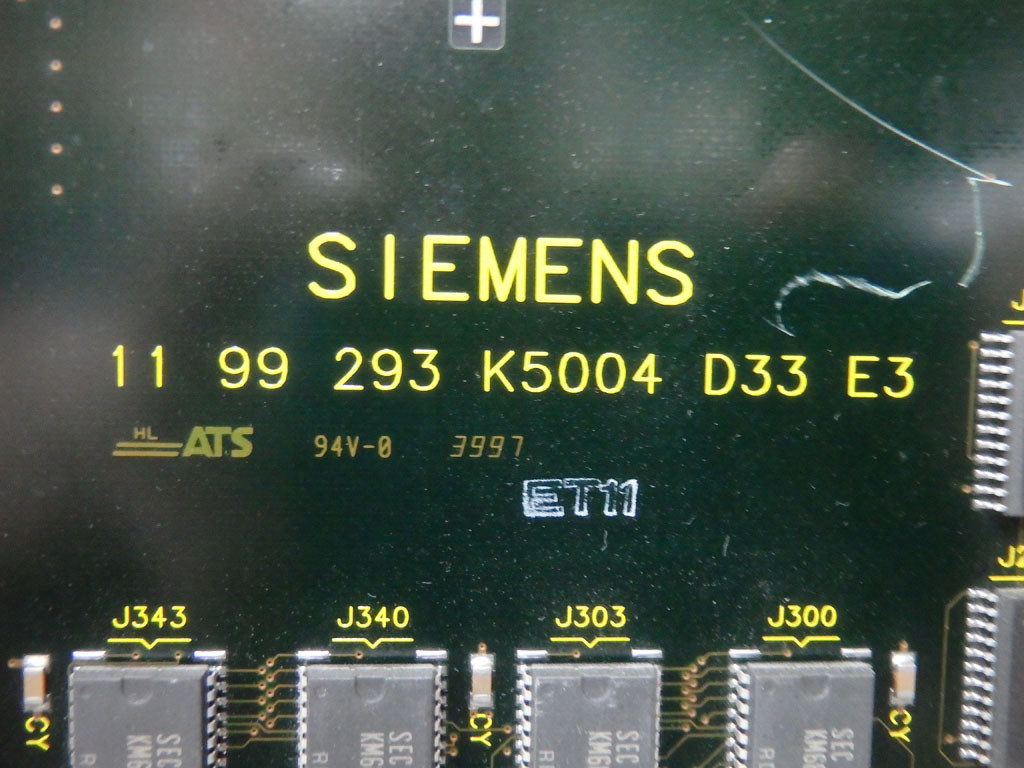 SIEMENS
11 99 293 K5004 D33 E3
HL ATS 94V-0 3997
ET11
J343 J340 J303 J300
CY CY CY
SEC SEC SEC SEC